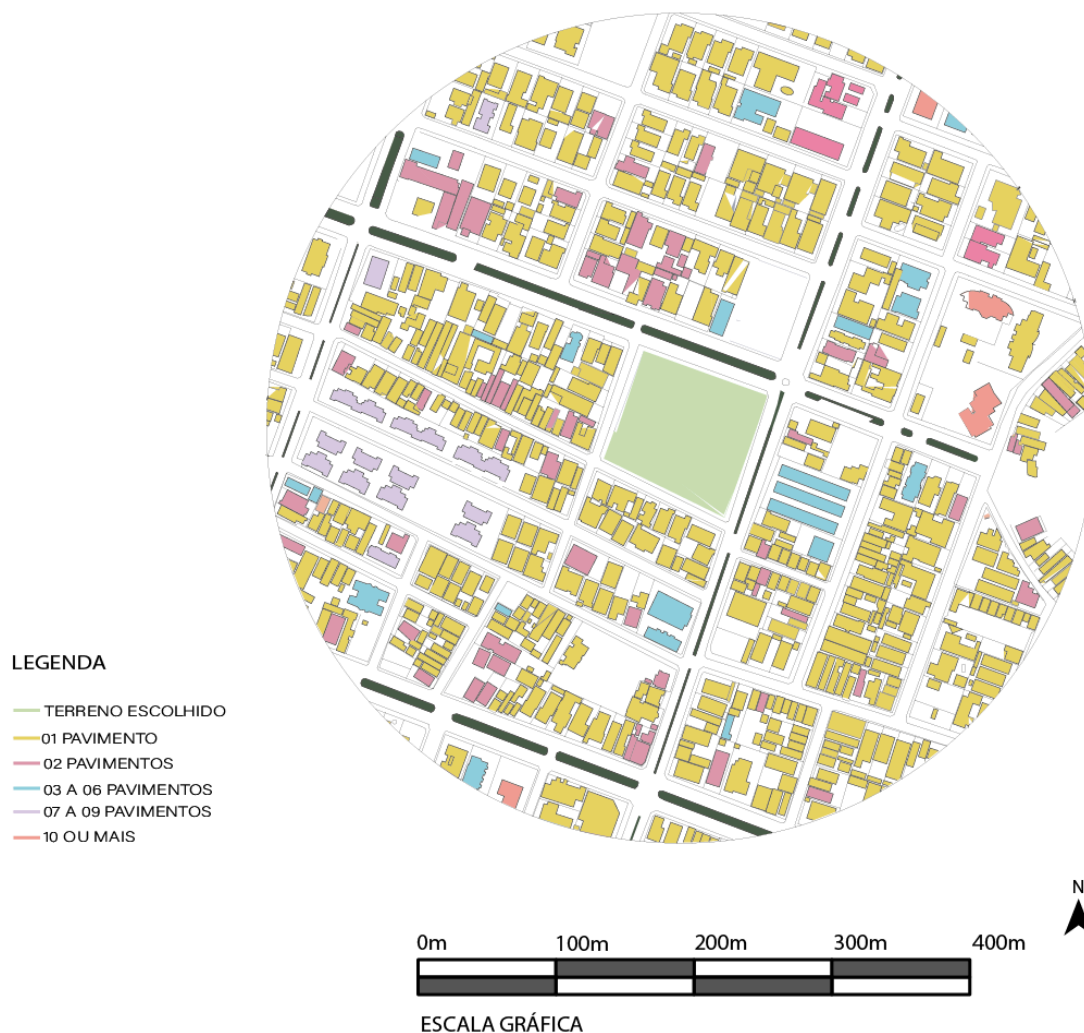 LEGENDA
TERRENO ESCOLHIDO
01 PAVIMENTO
02 PAVIMENTOS
03 A 06 PAVIMENTOS
07 A 09 PAVIMENTOS
10 OU MAIS
N
0m 100m 200m 300m 400m
ESCALA GRÁFICA